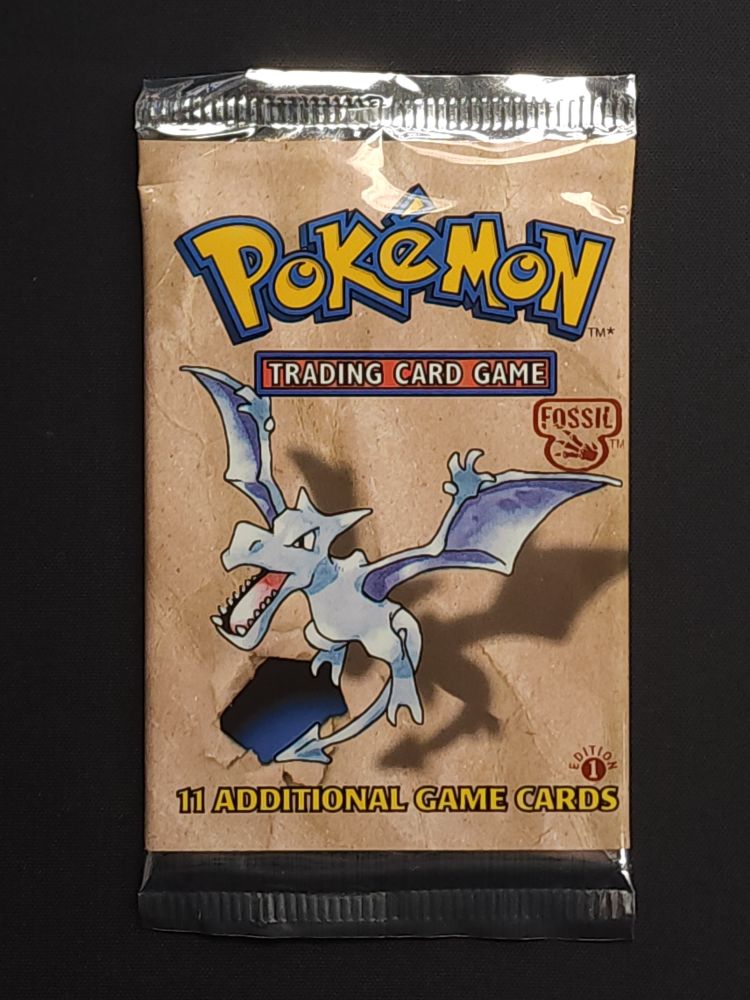 POKéMON
TM*
TRADING CARD GAME
FOSSIL
TM
EDITION
1
11 ADDITIONAL GAME CARDS